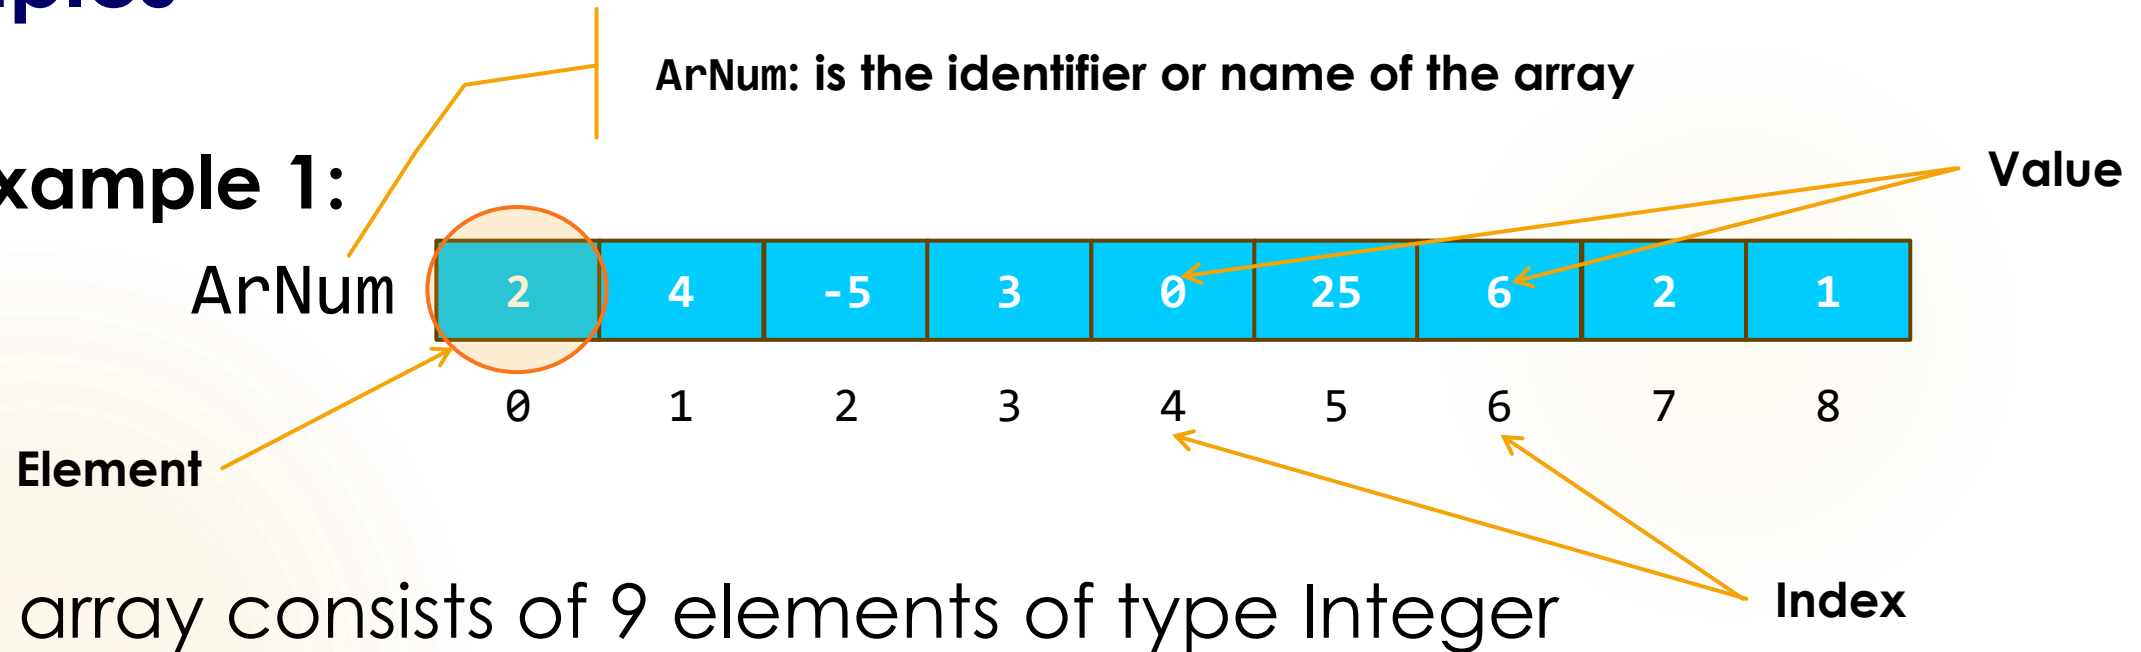 ArNum: is the identifier or name of the array
xample 1:
Value
ArNum 2 4 -5 3 0 25 6 2 1
0 1 2 3 4 5 6 7 8
Element
Index
array consists of 9 elements of type Integer